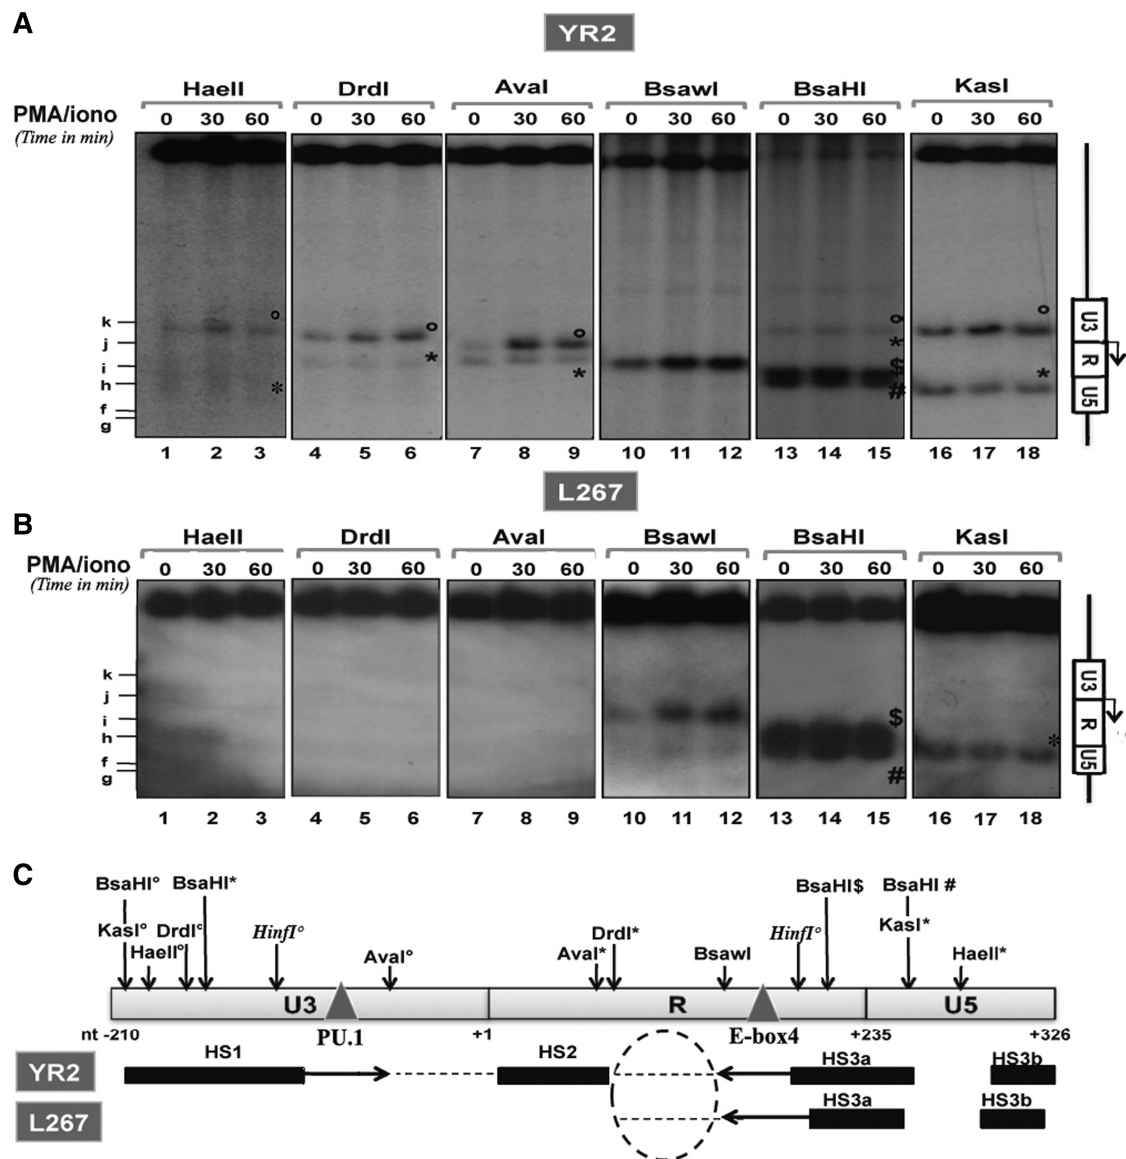 A
YR2
HaeII DrdI AvaI BsawI BsaHI KasI
PMA/iono 0 30 60 0 30 60 0 30 60 0 30 60 0 30 60 0 30 60
(Time in min)
k
j
i
h
f
g
° * ° * ° * ° * $ # ° *
U3
R
U5
1 2 3 4 5 6 7 8 9 10 11 12 13 14 15 16 17 18
L267
B
HaeII DrdI AvaI BsawI BsaHI KasI
PMA/iono 0 30 60 0 30 60 0 30 60 0 30 60 0 30 60 0 30 60
(Time in min)
k
j
i
h
f
g
$ # *
U3
R
U5
1 2 3 4 5 6 7 8 9 10 11 12 13 14 15 16 17 18
C
BsaHI° BsaHI* BsaHI$ BsaHI #
KasI° DrdI° HinfI° DrdI* HinfI° KasI*
HaeII° AvaI° AvaI* BsawI HaeII*
U3 R U5
nt -210 PU.1 +1 E-box4 +235 +326
YR2 HS1 HS2 HS3a HS3b
L267 HS3a HS3b